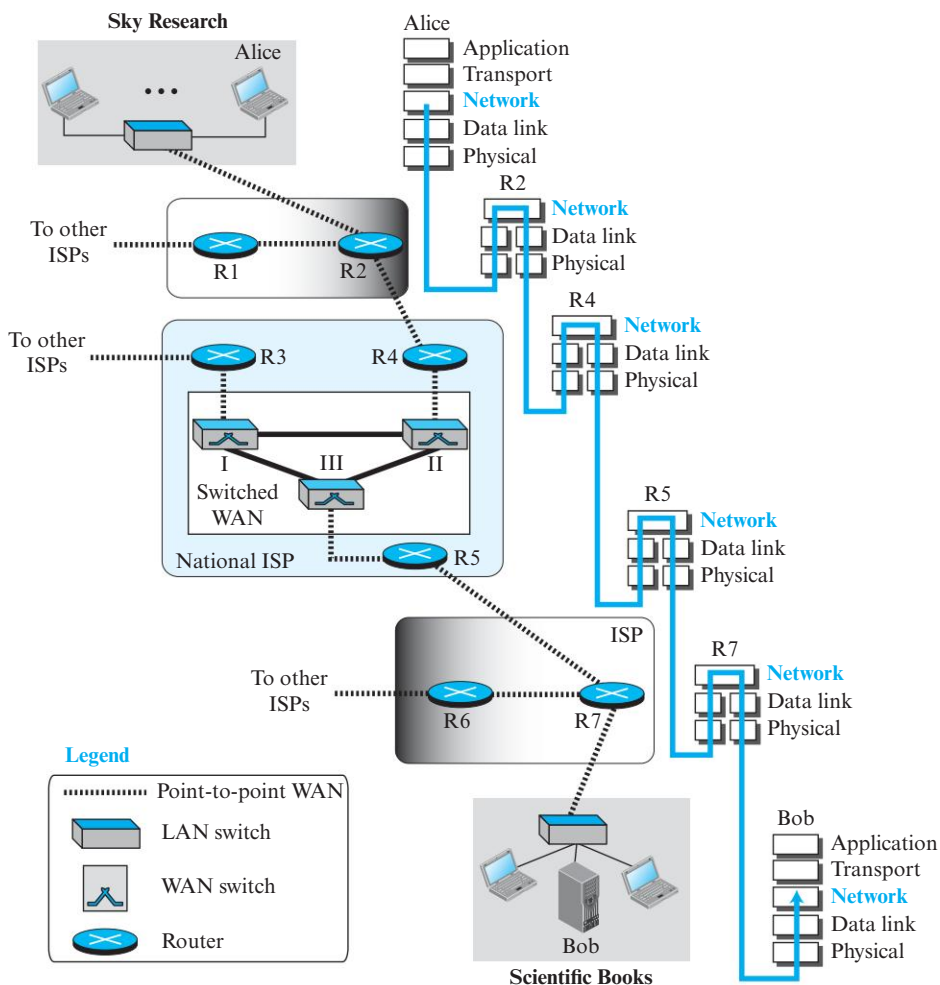 Sky Research
Alice
Alice
Application
Transport
Network
Data link
Physical
R2
Network
Data link
Physical
To other
ISPs
R1
R2
R4
Network
Data link
Physical
To other
ISPs
R3
R4
I
III
II
Switched
WAN
National ISP
R5
R5
Network
Data link
Physical
ISP
To other
ISPs
R6
R7
R7
Network
Data link
Physical
Legend
Point-to-point WAN
LAN switch
WAN switch
Router
Bob
Scientific Books
Bob
Application
Transport
Network
Data link
Physical